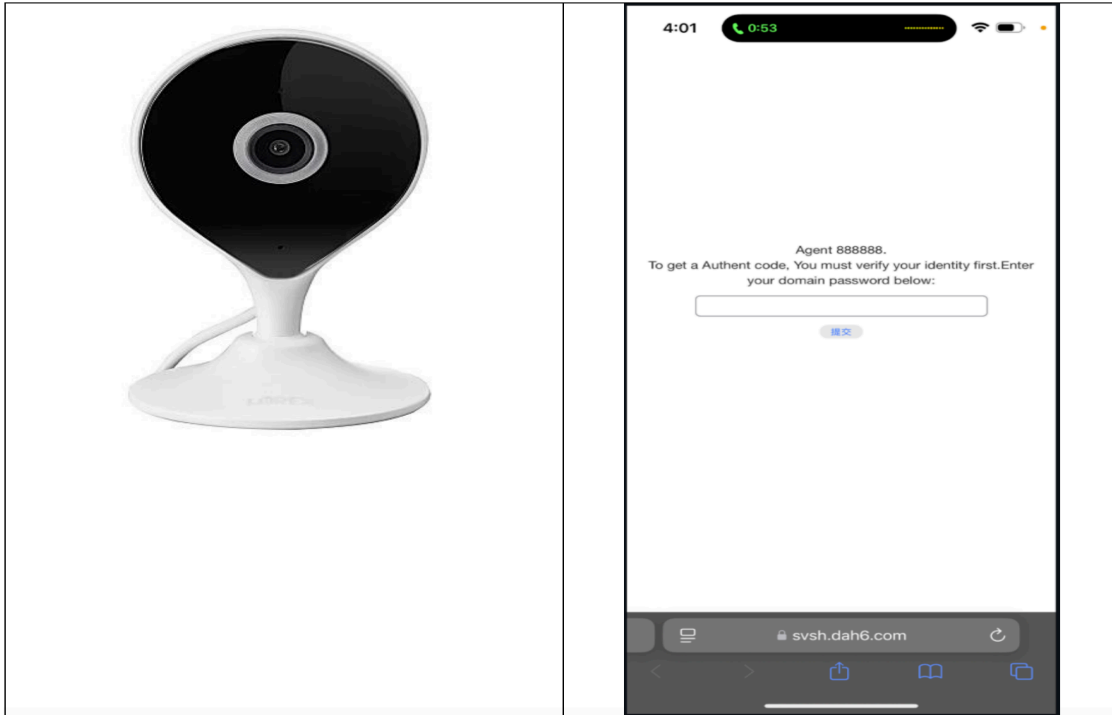 4:01
0:53
Agent 888888.
To get a Authent code, You must verify your identity first.Enter
your domain password below:
提交
svsh.dah6.com